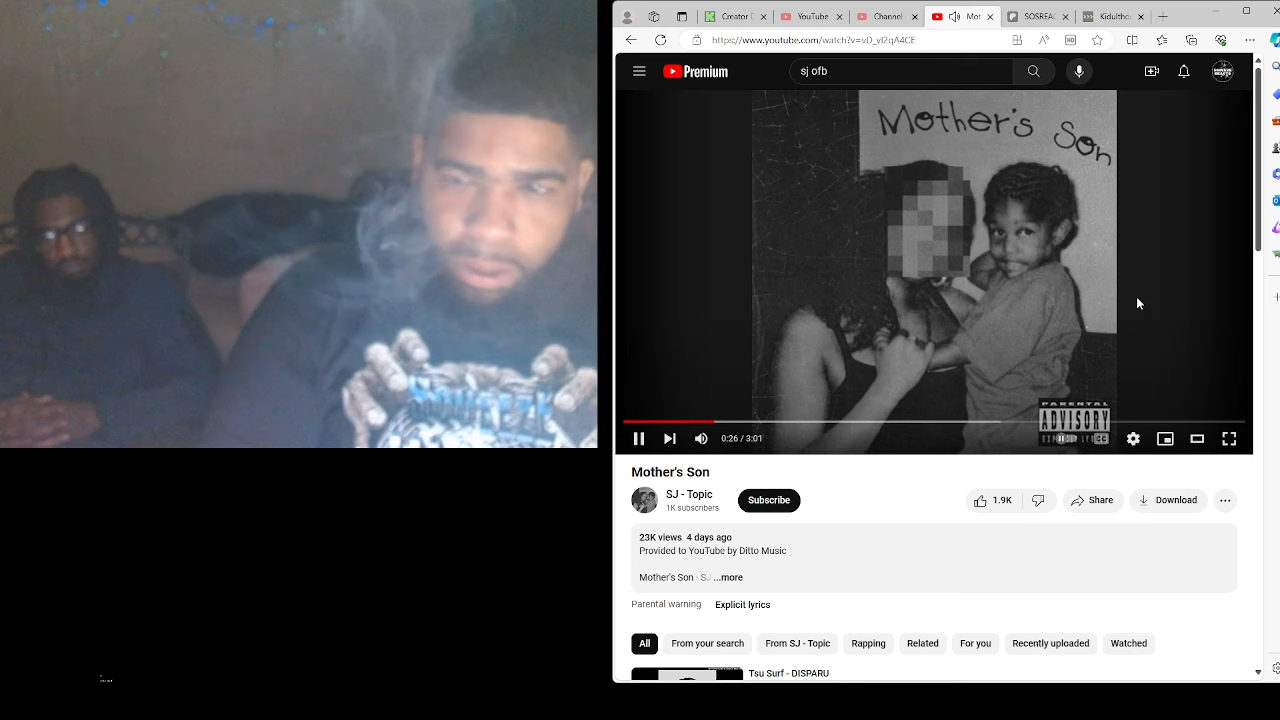 Creator D
YouTube
Channel
Mot
SOSREAC
Kidulthoo
https://www.youtube.com/watch?v=vD_vI2qA4CE
Premium
sj ofb
Mother's Son
PARENTAL
ADVISORY
0:26 / 3:01
Mother's Son
SJ - Topic
1K subscribers
Subscribe
1.9K
Share
Download
23K views 4 days ago
Provided to YouTube by Ditto Music
Mother's Son · SJ ...more
Parental warning
Explicit lyrics
All
From your search
From SJ - Topic
Rapping
Related
For you
Recently uploaded
Watched
Tsu Surf - DISPARU